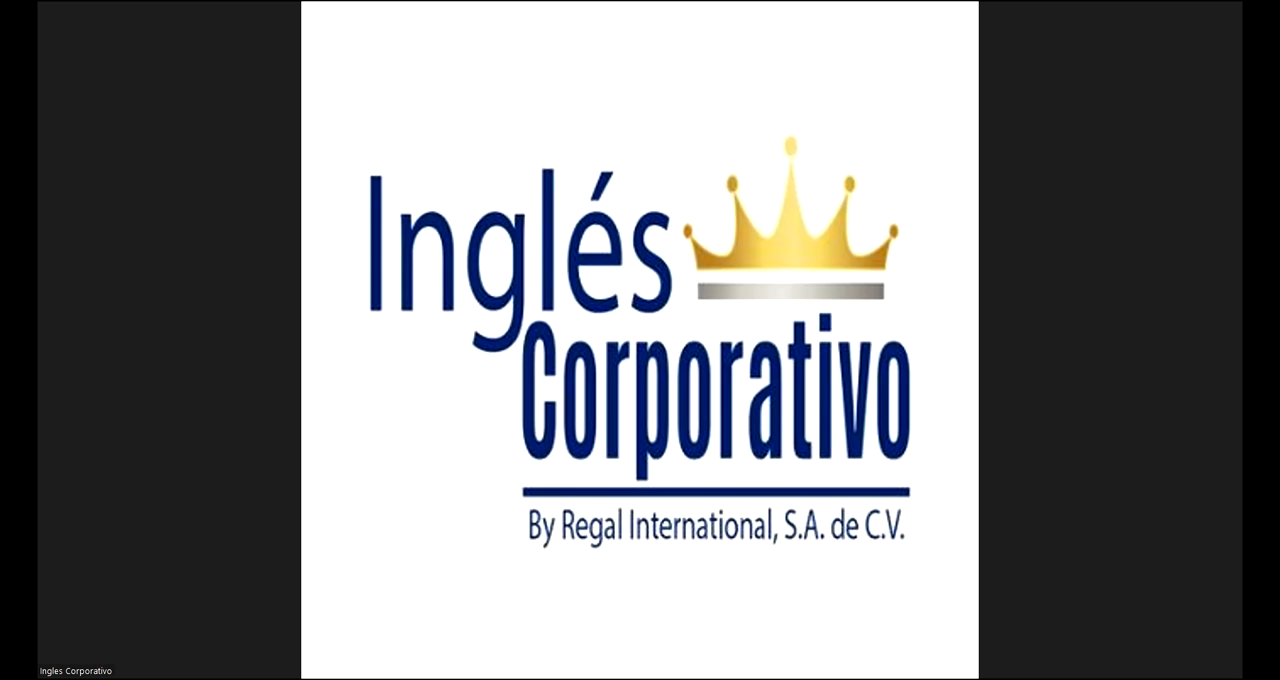 Inglés
Corporativo
By Regal International, S.A. de C.V.
Ingles Corporativo